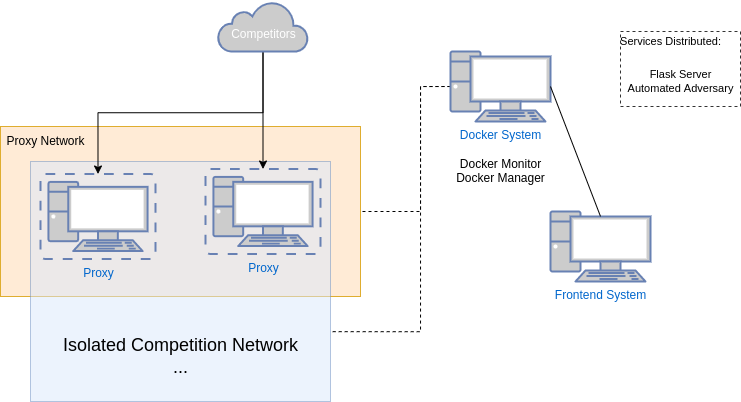 Competitors
Services Distributed:
Flask Server
Automated Adversary
Docker System
Docker Monitor
Docker Manager
Proxy Network
Proxy
Proxy
Frontend System
Isolated Competition Network
...